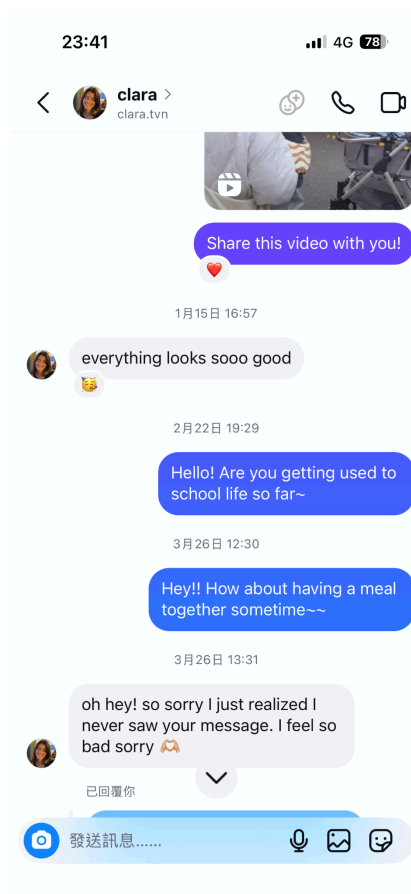 23:41
4G 78
clara
clara.tvn
Share this video with you!
1月15日 16:57
everything looks sooo good
2月22日 19:29
Hello! Are you getting used to
school life so far~
3月26日 12:30
Hey!! How about having a meal
together sometime~~
3月26日 13:31
oh hey! so sorry I just realized I
never saw your message. I feel so
bad sorry 🫶🏻
已回覆你
發送訊息......